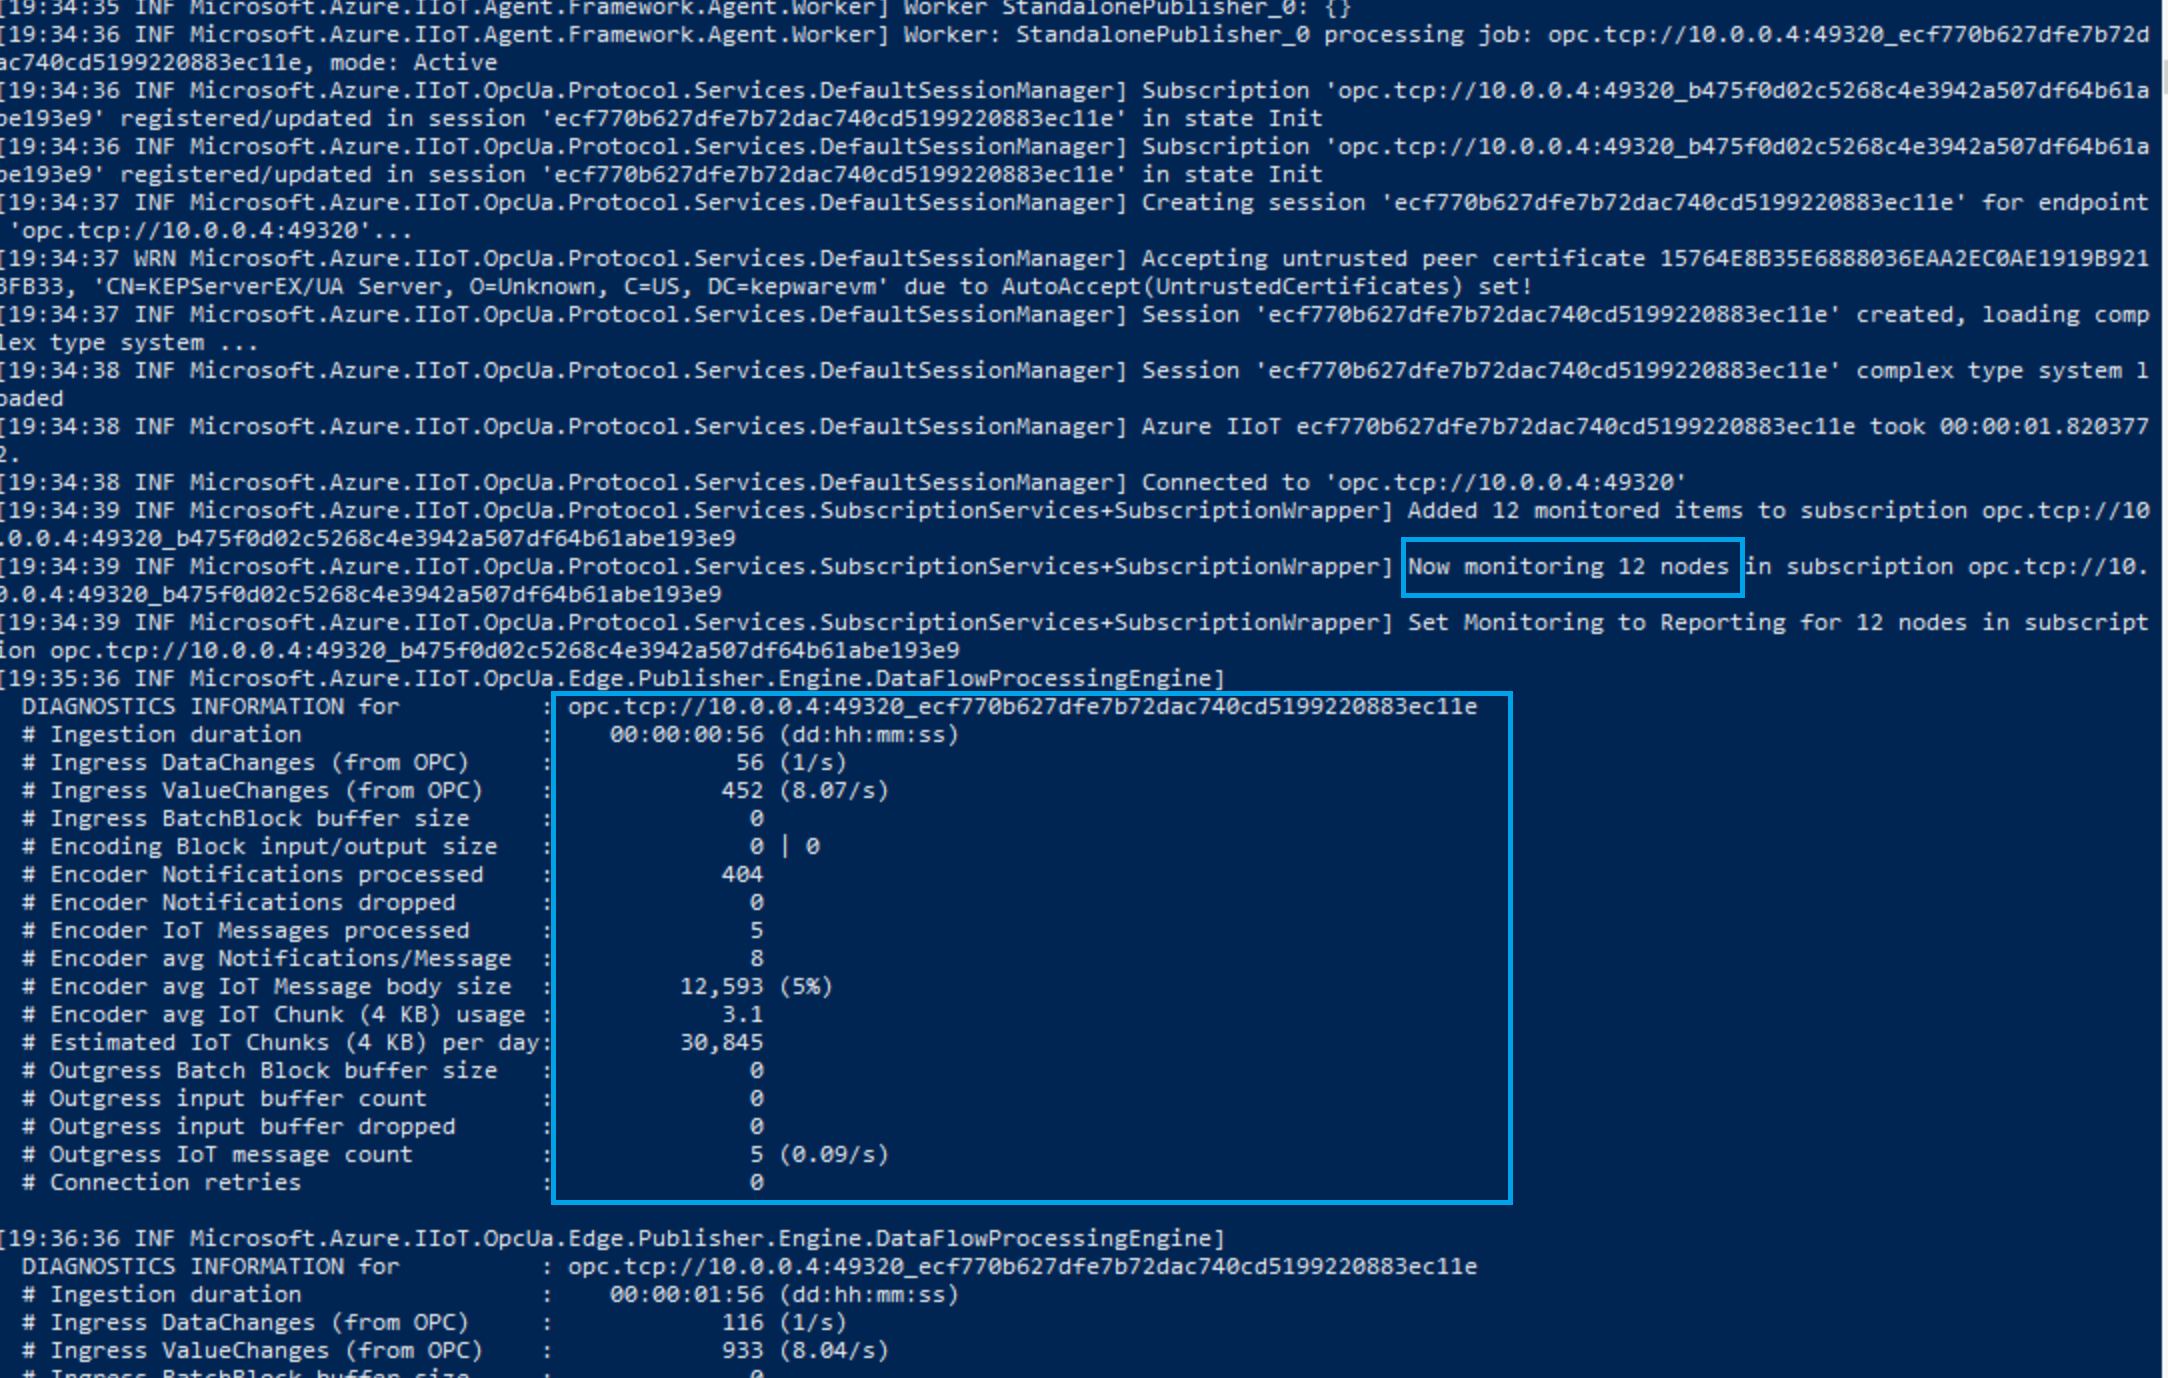 [19:34:35 INF Microsoft.Azure.IIoT.Agent.Framework.Agent.Worker] Worker StandalonePublisher_0: {}
[19:34:36 INF Microsoft.Azure.IIoT.Agent.Framework.Agent.Worker] Worker: StandalonePublisher_0 processing job: opc.tcp://10.0.0.4:49320_ecf770b627dfe7b72d
ac740cd5199220883ec11e, mode: Active
[19:34:36 INF Microsoft.Azure.IIoT.OpcUa.Protocol.Services.DefaultSessionManager] Subscription 'opc.tcp://10.0.0.4:49320_b475f0d02c5268c4e3942a507df64b61a
be193e9' registered/updated in session 'ecf770b627dfe7b72dac740cd5199220883ec11e' in state Init
[19:34:36 INF Microsoft.Azure.IIoT.OpcUa.Protocol.Services.DefaultSessionManager] Subscription 'opc.tcp://10.0.0.4:49320_b475f0d02c5268c4e3942a507df64b61a
be193e9' registered/updated in session 'ecf770b627dfe7b72dac740cd5199220883ec11e' in state Init
[19:34:37 INF Microsoft.Azure.IIoT.OpcUa.Protocol.Services.DefaultSessionManager] Creating session 'ecf770b627dfe7b72dac740cd5199220883ec11e' for endpoint
'opc.tcp://10.0.0.4:49320'...
[19:34:37 WRN Microsoft.Azure.IIoT.OpcUa.Protocol.Services.DefaultSessionManager] Accepting untrusted peer certificate 15764E8B35E6888036EAA2EC0AE1919B921
3FB33, 'CN=KEPServerEX/UA Server, O=Unknown, C=US, DC=kepwarevm' due to AutoAccept(UntrustedCertificates) set!
[19:34:37 INF Microsoft.Azure.IIoT.OpcUa.Protocol.Services.DefaultSessionManager] Session 'ecf770b627dfe7b72dac740cd5199220883ec11e' created, loading comp
lex type system ...
[19:34:38 INF Microsoft.Azure.IIoT.OpcUa.Protocol.Services.DefaultSessionManager] Session 'ecf770b627dfe7b72dac740cd5199220883ec11e' complex type system l
oaded
[19:34:38 INF Microsoft.Azure.IIoT.OpcUa.Protocol.Services.DefaultSessionManager] Azure IIoT ecf770b627dfe7b72dac740cd5199220883ec11e took 00:00:01.820377
2.
[19:34:38 INF Microsoft.Azure.IIoT.OpcUa.Protocol.Services.DefaultSessionManager] Connected to 'opc.tcp://10.0.0.4:49320'
[19:34:39 INF Microsoft.Azure.IIoT.OpcUa.Protocol.Services.SubscriptionServices+SubscriptionWrapper] Added 12 monitored items to subscription opc.tcp://10
.0.0.4:49320_b475f0d02c5268c4e3942a507df64b61abe193e9
[19:34:39 INF Microsoft.Azure.IIoT.OpcUa.Protocol.Services.SubscriptionServices+SubscriptionWrapper] Now monitoring 12 nodes in subscription opc.tcp://10.
0.0.4:49320_b475f0d02c5268c4e3942a507df64b61abe193e9
[19:34:39 INF Microsoft.Azure.IIoT.OpcUa.Protocol.Services.SubscriptionServices+SubscriptionWrapper] Set Monitoring to Reporting for 12 nodes in subscript
ion opc.tcp://10.0.0.4:49320_b475f0d02c5268c4e3942a507df64b61abe193e9
[19:35:36 INF Microsoft.Azure.IIoT.OpcUa.Edge.Publisher.Engine.DataFlowProcessingEngine]
DIAGNOSTICS INFORMATION for : opc.tcp://10.0.0.4:49320_ecf770b627dfe7b72dac740cd5199220883ec11e
# Ingestion duration : 00:00:00:56 (dd:hh:mm:ss)
# Ingress DataChanges (from OPC) : 56 (1/s)
# Ingress ValueChanges (from OPC) : 452 (8.07/s)
# Ingress BatchBlock buffer size : 0
# Encoding Block input/output size : 0 | 0
# Encoder Notifications processed : 404
# Encoder Notifications dropped : 0
# Encoder IoT Messages processed : 5
# Encoder avg Notifications/Message : 8
# Encoder avg IoT Message body size : 12,593 (5%)
# Encoder avg IoT Chunk (4 KB) usage : 3.1
# Estimated IoT Chunks (4 KB) per day: 30,845
# Outgress Batch Block buffer size : 0
# Outgress input buffer count : 0
# Outgress input buffer dropped : 0
# Outgress IoT message count : 5 (0.09/s)
# Connection retries : 0
[19:36:36 INF Microsoft.Azure.IIoT.OpcUa.Edge.Publisher.Engine.DataFlowProcessingEngine]
DIAGNOSTICS INFORMATION for : opc.tcp://10.0.0.4:49320_ecf770b627dfe7b72dac740cd5199220883ec11e
# Ingestion duration : 00:00:01:56 (dd:hh:mm:ss)
# Ingress DataChanges (from OPC) : 116 (1/s)
# Ingress ValueChanges (from OPC) : 933 (8.04/s)
# Ingress BatchBlock buffer size : 0